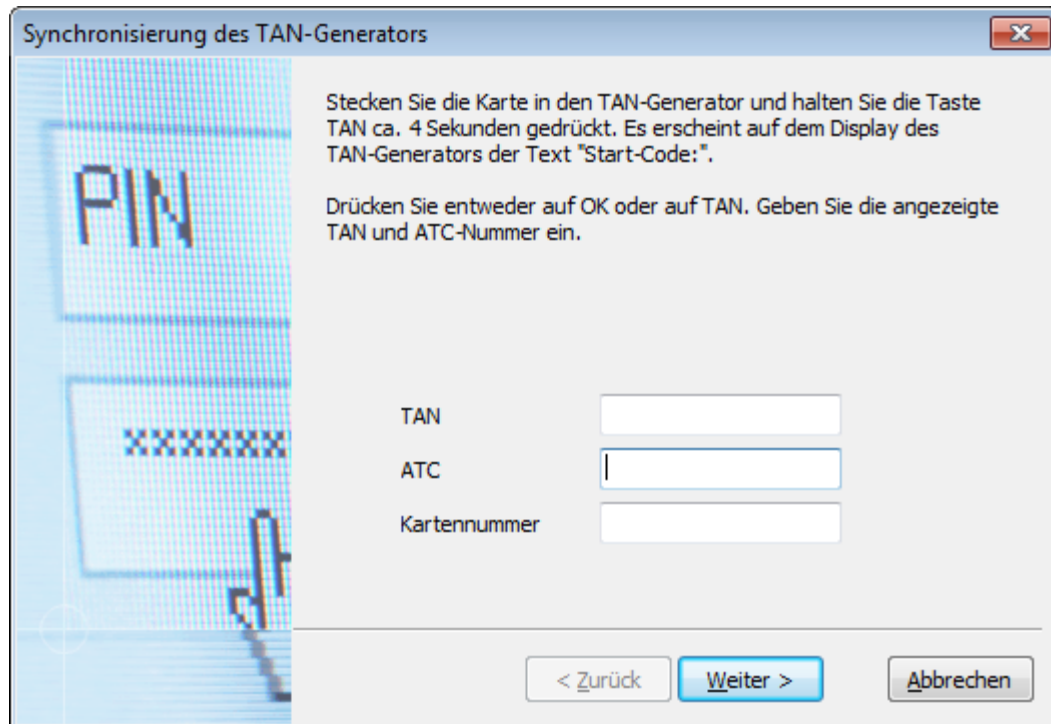 Synchronisierung des TAN-Generators
Stecken Sie die Karte in den TAN-Generator und halten Sie die Taste
TAN ca. 4 Sekunden gedrückt. Es erscheint auf dem Display des
TAN-Generators der Text "Start-Code:".
Drücken Sie entweder auf OK oder auf TAN. Geben Sie die angezeigte
TAN und ATC-Nummer ein.
PIN
xxxxxxx
TAN
ATC
Kartennummer
< Zurück
Weiter >
Abbrechen